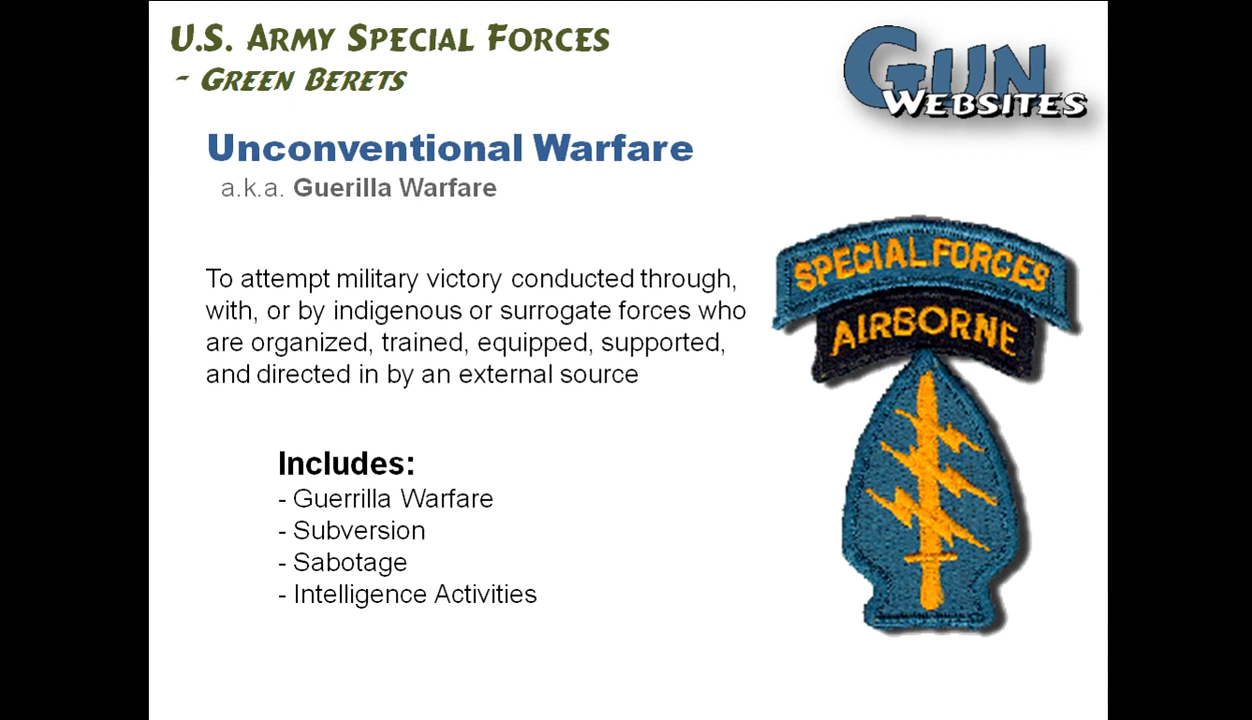 U.S. ARMY SPECIAL FORCES
- GREEN BERETS
GUN
WEBSITES
Unconventional Warfare
a.k.a. Guerilla Warfare
To attempt military victory conducted through,
with, or by indigenous or surrogate forces who
are organized, trained, equipped, supported,
and directed in by an external source
Includes:
- Guerrilla Warfare
- Subversion
- Sabotage
- Intelligence Activities
SPECIAL FORCES
AIRBORNE